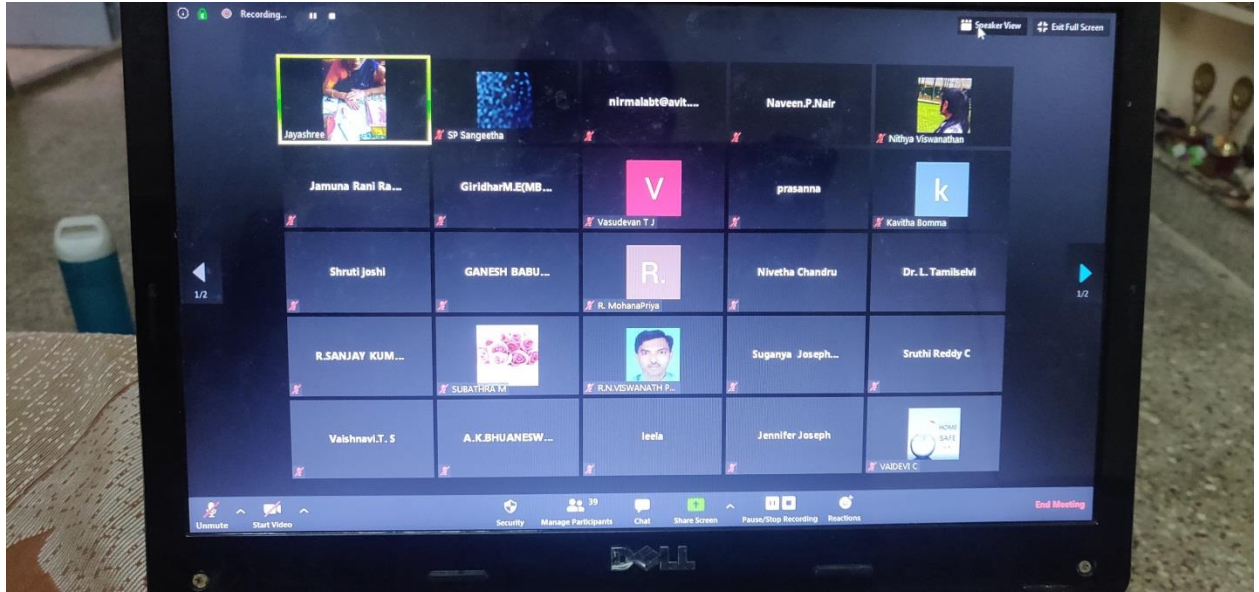 Recording...
Speaker View
Exit Full Screen
Jayashree
SP Sangeetha
nirmalabt@avit....
Naveen.P.Nair
Nithya Viswanathan
Jamuna Rani Ra...
GiridharM.E(MB...
V
Vasudevan T J
prasanna
k
Kavitha Bomma
1/2
Shruti Joshi
GANESH BABU...
R.
R. MohanaPriya
Nivetha Chandru
Dr. L. Tamilselvi
1/2
R.SANJAY KUM...
SUBATHRA M
R.N.VISWANATH P...
Suganya Joseph...
Sruthi Reddy C
Vaishnavi.T. S
A.K.BHUANESW...
leela
Jennifer Joseph
HOME
SAFE
VAIDEVI C
Unmute
Start Video
Security
Manage Participants
39
Chat
Share Screen
Pause/Stop Recording
Reactions
End Meeting
DELL